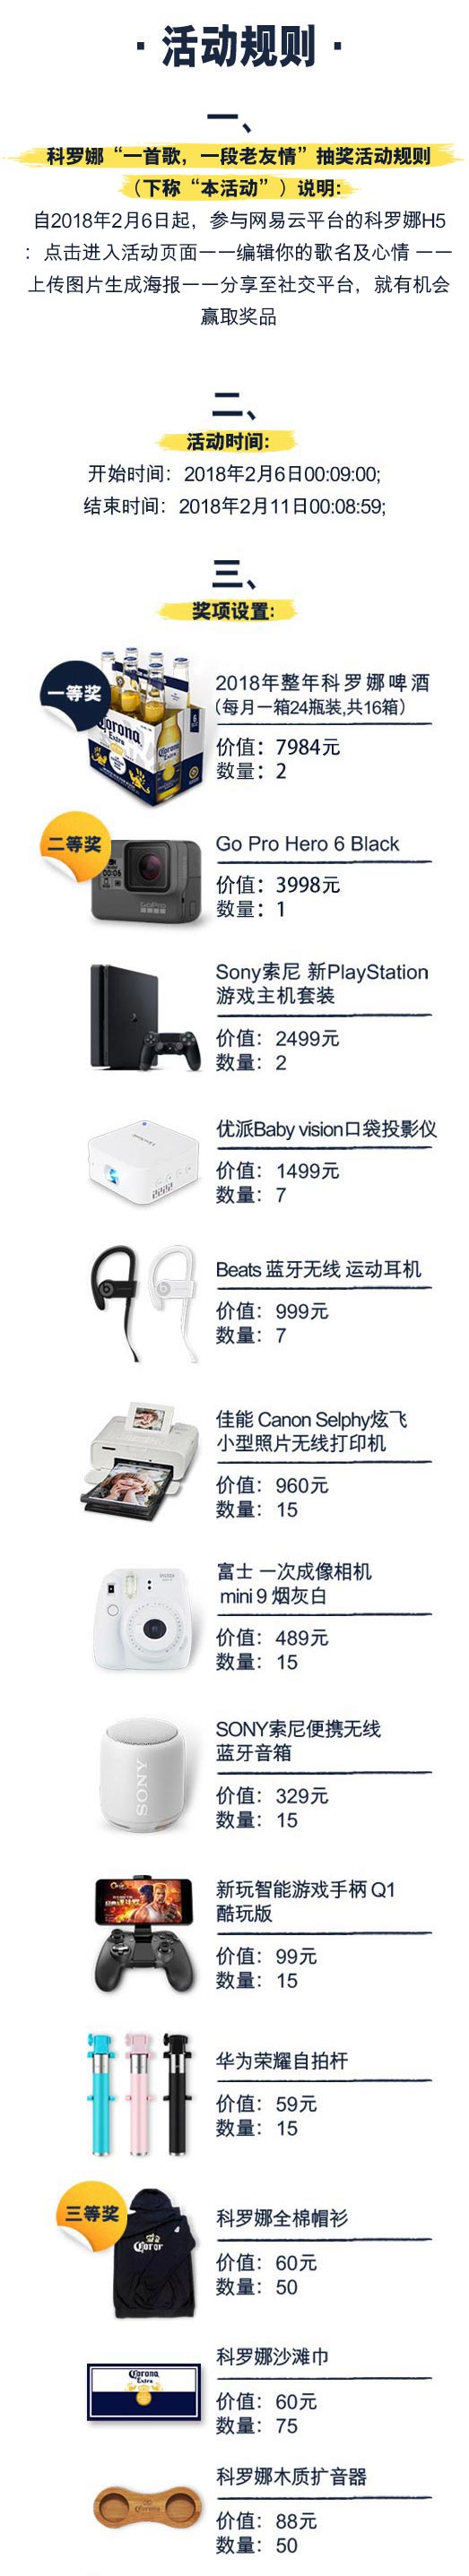 · 活动规则 ·
一、
科罗娜“一首歌，一段老友情”抽奖活动规则
（下称“本活动”）说明：
自2018年2月6日起，参与网易云平台的科罗娜H5
：点击进入活动页面一一编辑你的歌名及心情 一一
上传图片生成海报一一分享至社交平台，就有机会
赢取奖品
二、
活动时间：
开始时间：2018年2月6日00:09:00;
结束时间：2018年2月11日00:08:59;
三、
奖项设置：
一等奖
Corona
Extra
2018年整年科罗娜啤酒
（每月一箱24瓶装,共16箱）
价值：7984元
数量：2
二等奖
00:06
GoPro
Go Pro Hero 6 Black
价值：3998元
数量：1
Sony索尼 新PlayStation
游戏主机套装
价值：2499元
数量：2
优派Baby vision口袋投影仪
价值：1499元
数量：7
Beats 蓝牙无线 运动耳机
价值：999元
数量：7
佳能 Canon Selphy炫飞
小型照片无线打印机
价值：960元
数量：15
instax
富士 一次成像相机
mini 9 烟灰白
价值：489元
数量：15
SONY
SONY索尼便携无线
蓝牙音箱
价值：329元
数量：15
新玩智能游戏手柄 Q1
酷玩版
价值：99元
数量：15
华为荣耀自拍杆
价值：59元
数量：15
三等奖
Coror
科罗娜全棉帽衫
价值：60元
数量：50
Corona
Extra
科罗娜沙滩巾
价值：60元
数量：75
Corona
科罗娜木质扩音器
价值：88元
数量：50